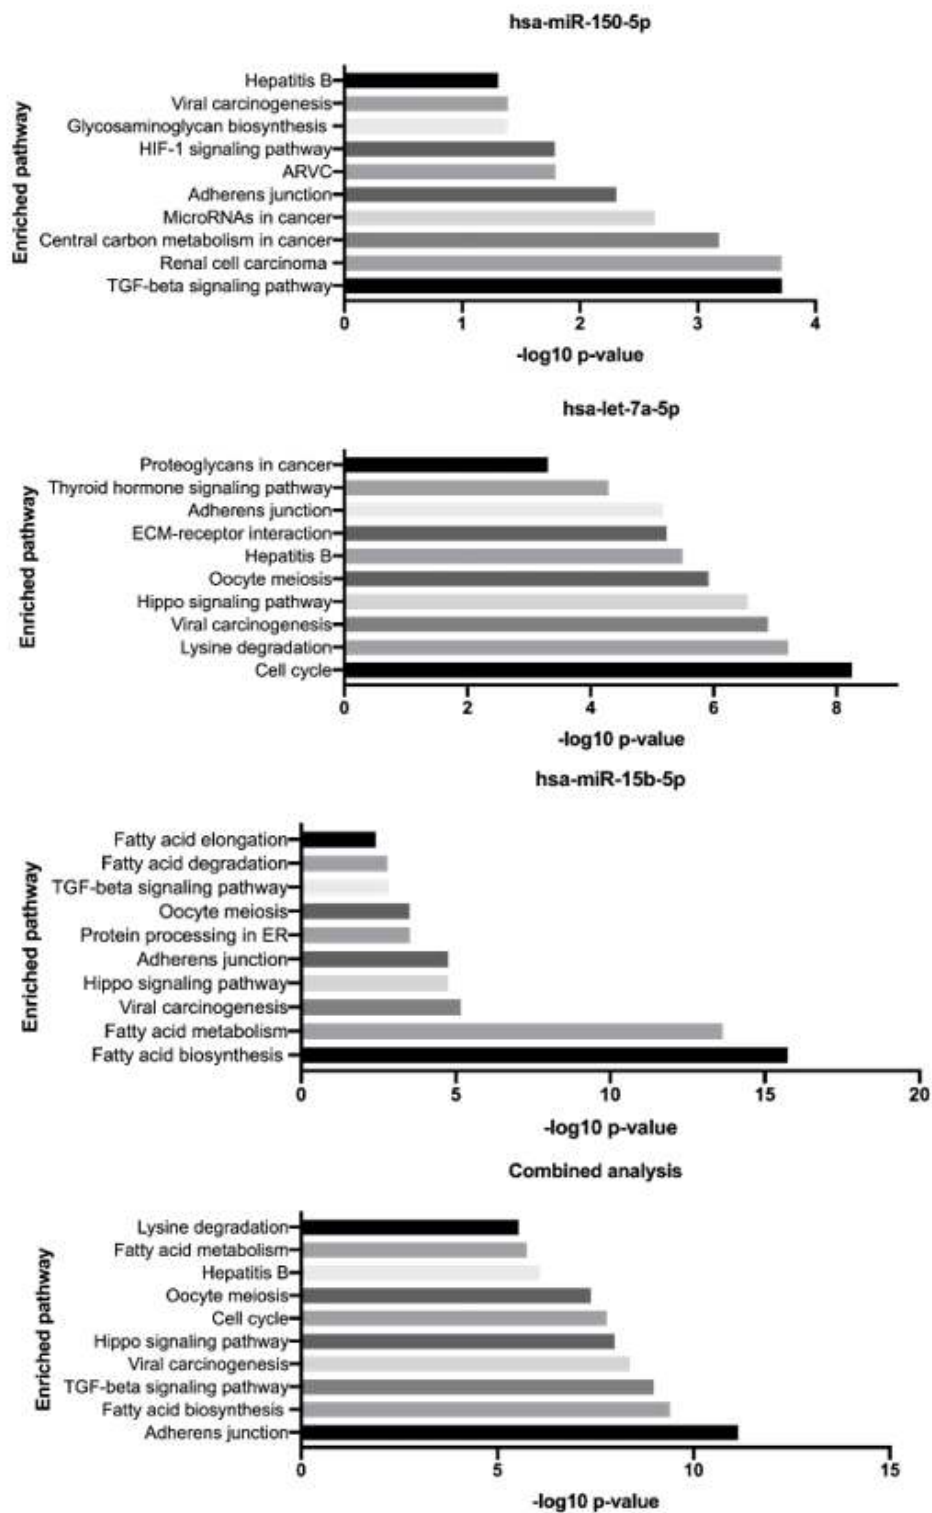 hsa-miR-150-5p
Enriched pathway
Hepatitis B
Viral carcinogenesis
Glycosaminoglycan biosynthesis
HIF-1 signaling pathway
ARVC
Adherens junction
MicroRNAs in cancer
Central carbon metabolism in cancer
Renal cell carcinoma
TGF-beta signaling pathway
0 1 2 3 4
-log10 p-value
hsa-let-7a-5p
Enriched pathway
Proteoglycans in cancer
Thyroid hormone signaling pathway
Adherens junction
ECM-receptor interaction
Hepatitis B
Oocyte meiosis
Hippo signaling pathway
Viral carcinogenesis
Lysine degradation
Cell cycle
0 2 4 6 8
-log10 p-value
hsa-miR-15b-5p
Enriched pathway
Fatty acid elongation
Fatty acid degradation
TGF-beta signaling pathway
Oocyte meiosis
Protein processing in ER
Adherens junction
Hippo signaling pathway
Viral carcinogenesis
Fatty acid metabolism
Fatty acid biosynthesis
0 5 10 15 20
-log10 p-value
Combined analysis
Enriched pathway
Lysine degradation
Fatty acid metabolism
Hepatitis B
Oocyte meiosis
Cell cycle
Hippo signaling pathway
Viral carcinogenesis
TGF-beta signaling pathway
Fatty acid biosynthesis
Adherens junction
0 5 10 15
-log10 p-value